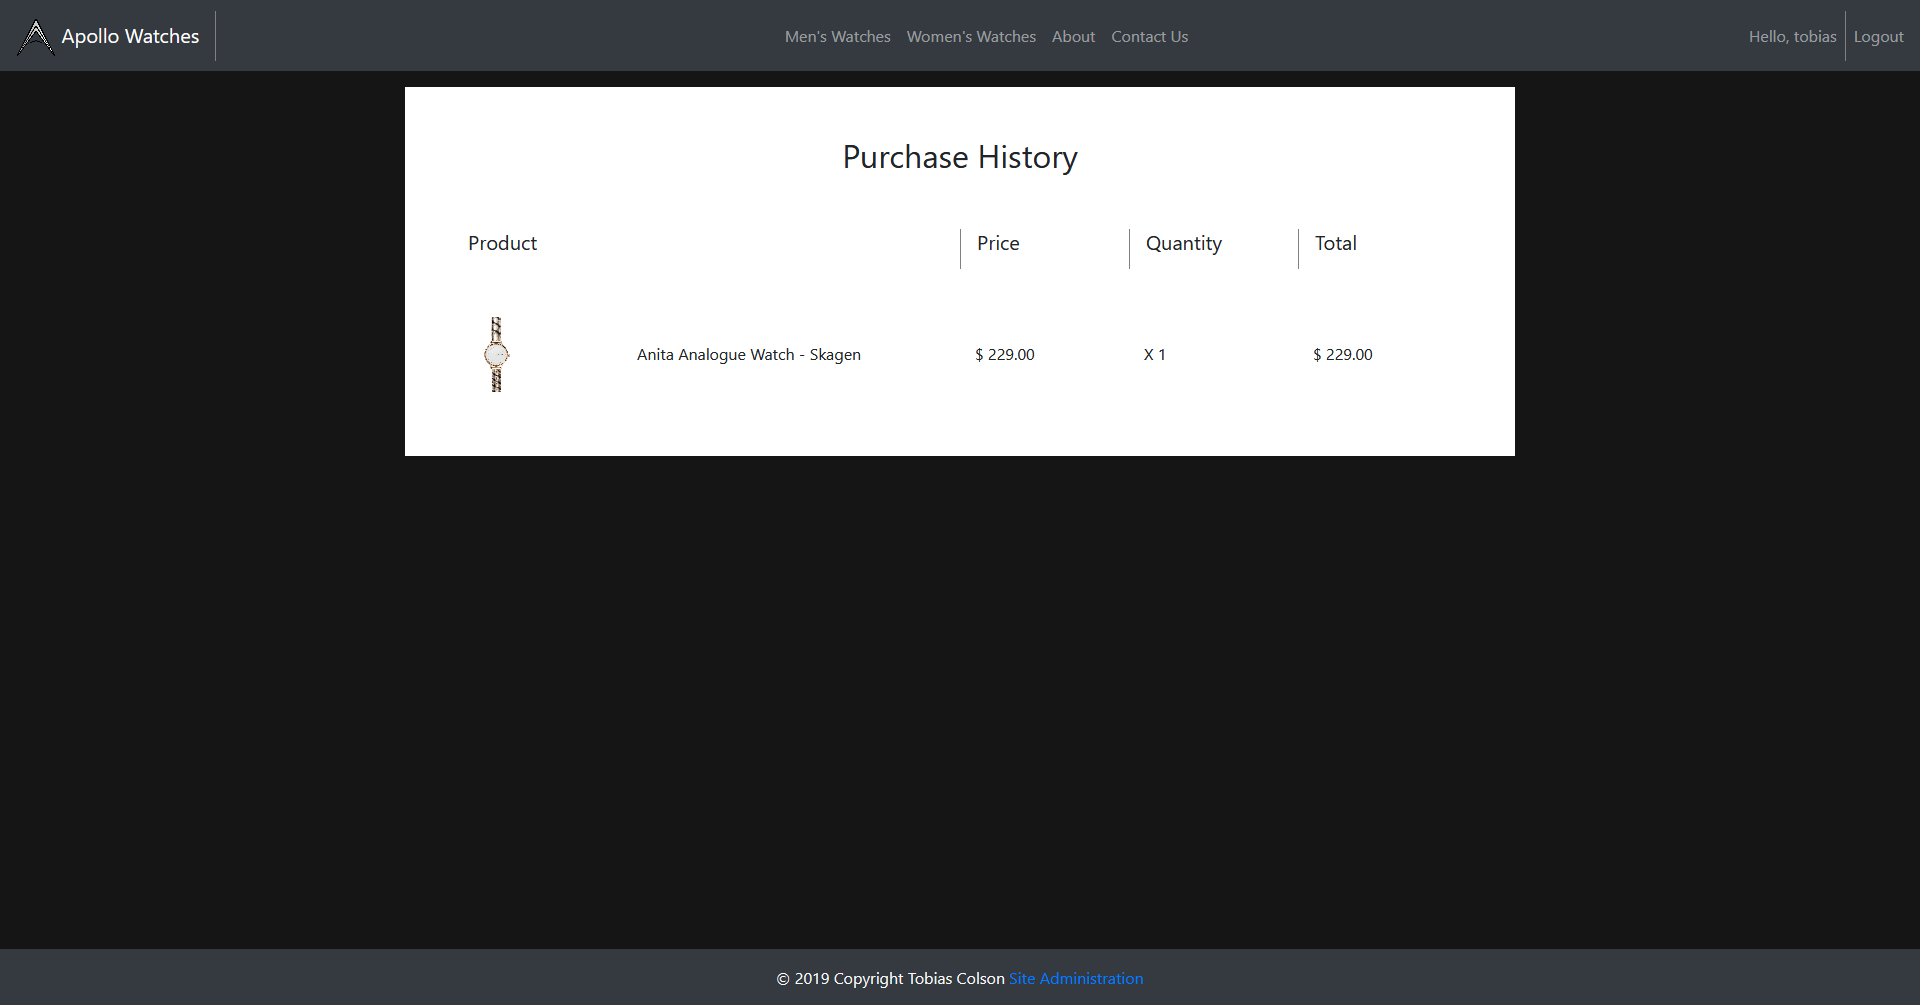 Apollo Watches
Men's Watches Women's Watches About Contact Us
Hello, tobias Logout
Purchase History
Product Price Quantity Total
Anita Analogue Watch - Skagen $ 229.00 X 1 $ 229.00
© 2019 Copyright Tobias Colson Site Administration